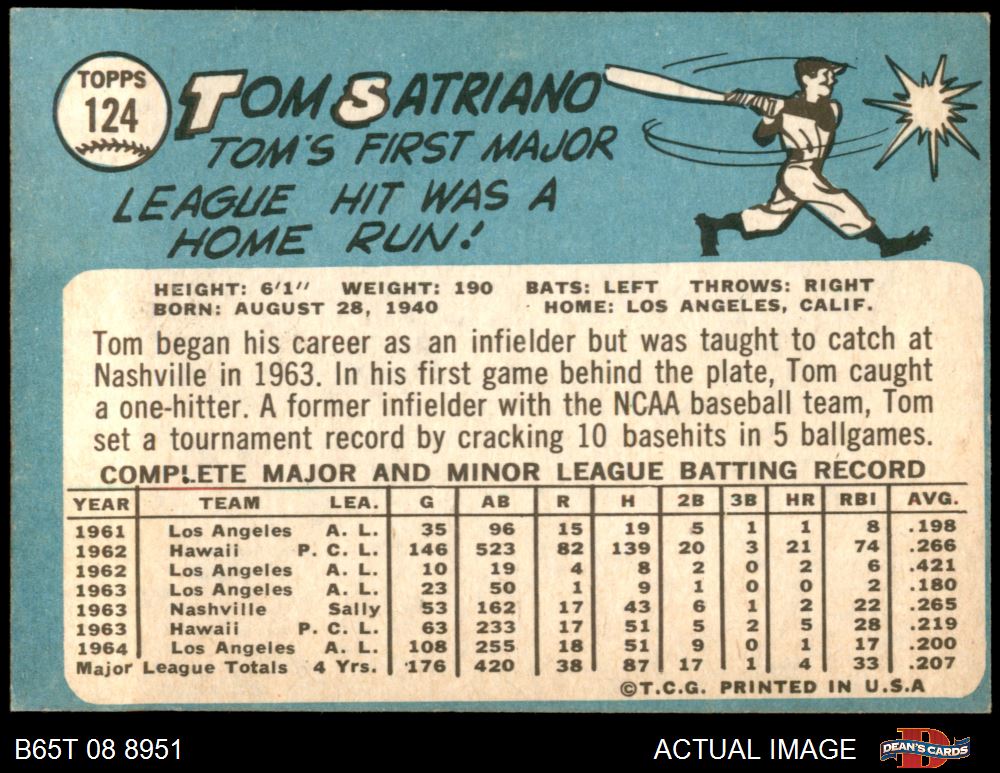 TOPPS
124
TOM SATRIANO
TOM'S FIRST MAJOR
LEAGUE HIT WAS A
HOME RUN!
HEIGHT: 6'1" WEIGHT: 190 BATS: LEFT THROWS: RIGHT
BORN: AUGUST 28, 1940 HOME: LOS ANGELES, CALIF.
Tom began his career as an infielder but was taught to catch at
Nashville in 1963. In his first game behind the plate, Tom caught
a one-hitter. A former infielder with the NCAA baseball team, Tom
set a tournament record by cracking 10 basehits in 5 ballgames.
COMPLETE MAJOR AND MINOR LEAGUE BATTING RECORD
YEAR TEAM LEA. G AB R H 2B 3B HR RBI AVG.
1961 Los Angeles A. L. 35 96 15 19 5 1 1 8 .198
1962 Hawaii P. C. L. 146 523 82 139 20 3 21 74 .266
1962 Los Angeles A. L. 10 19 4 8 2 0 2 6 .421
1963 Los Angeles A. L. 23 50 1 9 1 0 0 2 .180
1963 Nashville Sally 53 162 17 43 6 1 2 22 .265
1963 Hawaii P. C. L. 63 233 17 51 5 2 5 28 .219
1964 Los Angeles A. L. 108 255 18 51 9 0 1 17 .200
Major League Totals 4 Yrs. 176 420 38 87 17 1 4 33 .207
©T.C.G. PRINTED IN U.S.A
B65T 08 8951 ACTUAL IMAGE DEAN'S CARDS